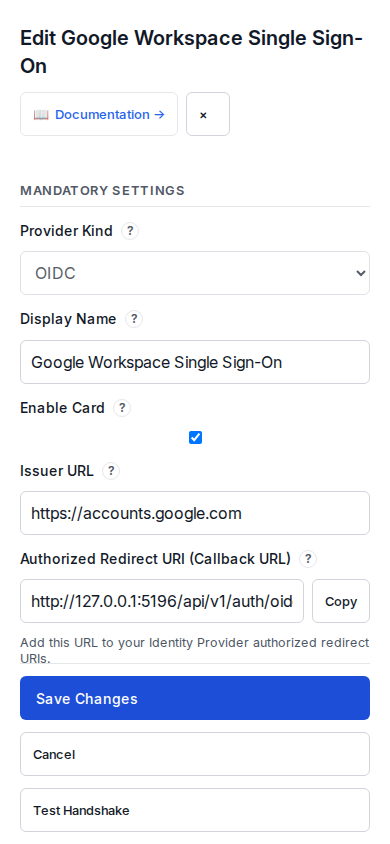 Edit Google Workspace Single Sign-
On
📖 Documentation →
×
MANDATORY SETTINGS
Provider Kind ?
OIDC
Display Name ?
Google Workspace Single Sign-On
Enable Card ?
Issuer URL ?
https://accounts.google.com
Authorized Redirect URI (Callback URL) ?
http://127.0.0.1:5196/api/v1/auth/oid
Copy
Add this URL to your Identity Provider authorized redirect
URIs.
Save Changes
Cancel
Test Handshake